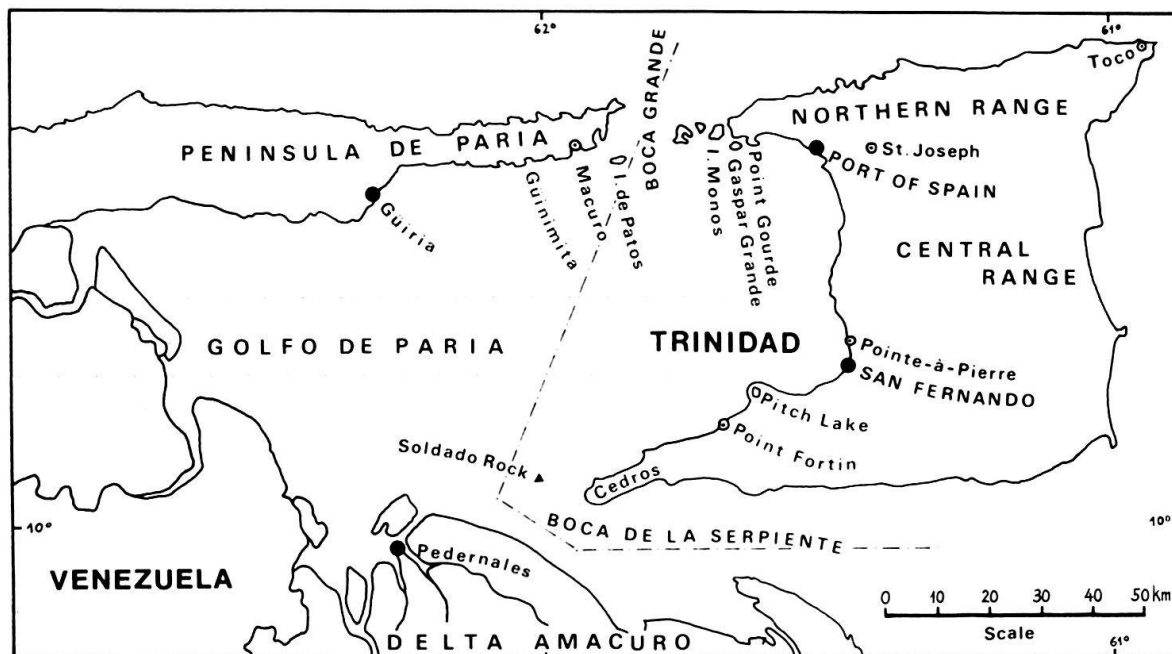 62°
61°
Toco
BOCA GRANDE
NORTHERN RANGE
PENINSULA DE PARIA
St. Joseph
PORT OF SPAIN
Güiria
Guinimita
Macuro
I. de Patos
I. Monos
Gaspar Grande
Point Gourde
CENTRAL
RANGE
GOLFO DE PARIA
TRINIDAD
Pointe-à-Pierre
SAN FERNANDO
Pitch Lake
Point Fortin
Soldado Rock
Cedros
10°
10°
BOCA DE LA SERPIENTE
Pedernales
VENEZUELA
DELTA AMACURO
0 10 20 30 40 50 km
Scale
61°